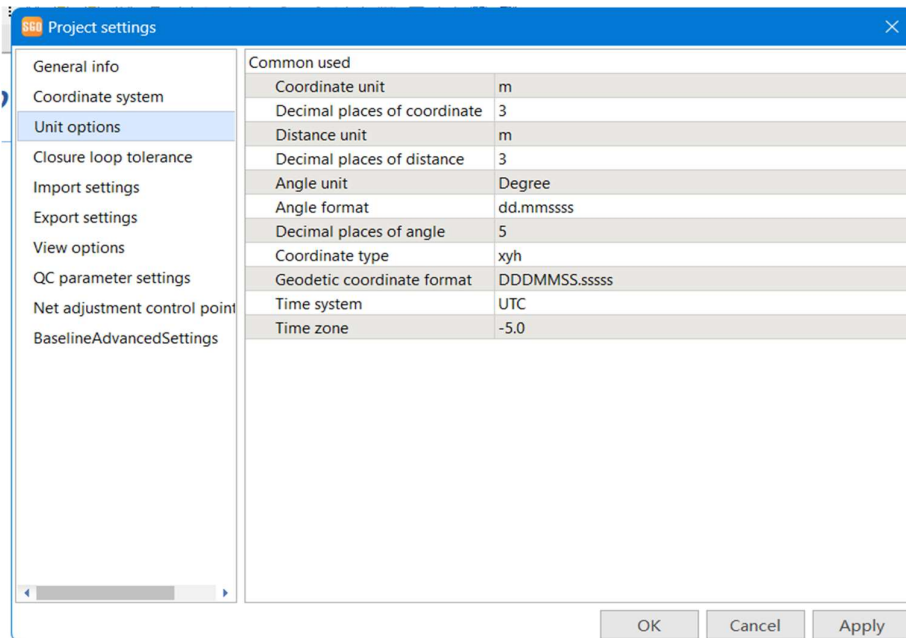 SGO Project settings
General info
Coordinate system
Unit options
Closure loop tolerance
Import settings
Export settings
View options
QC parameter settings
Net adjustment control point
BaselineAdvancedSettings
Common used
Coordinate unit m
Decimal places of coordinate 3
Distance unit m
Decimal places of distance 3
Angle unit Degree
Angle format dd.mmssss
Decimal places of angle 5
Coordinate type xyh
Geodetic coordinate format DDDMMSS.sssss
Time system UTC
Time zone -5.0
OK Cancel Apply